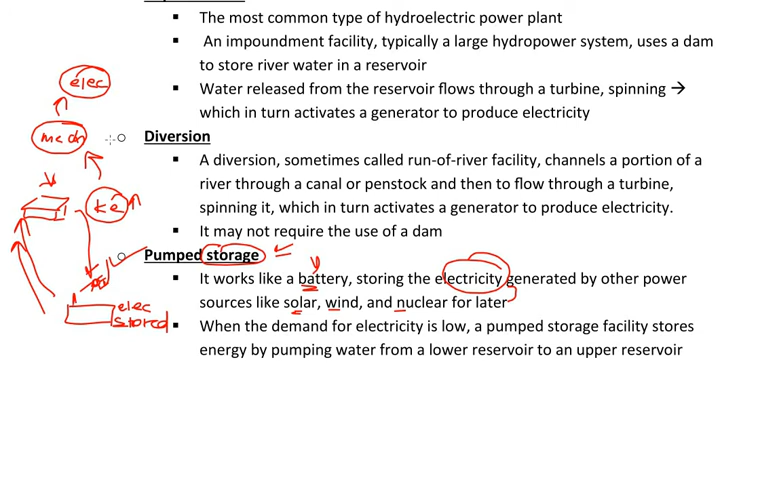 The most common type of hydroelectric power plant
An impoundment facility, typically a large hydropower system, uses a dam
to store river water in a reservoir
Water released from the reservoir flows through a turbine, spinning →
which in turn activates a generator to produce electricity
Diversion
A diversion, sometimes called run-of-river facility, channels a portion of a
river through a canal or penstock and then to flow through a turbine,
spinning it, which in turn activates a generator to produce electricity.
It may not require the use of a dam
Pumped storage
It works like a battery, storing the electricity generated by other power
sources like solar, wind, and nuclear for later
When the demand for electricity is low, a pumped storage facility stores
energy by pumping water from a lower reservoir to an upper reservoir
elec
mech
KE
elec
stored